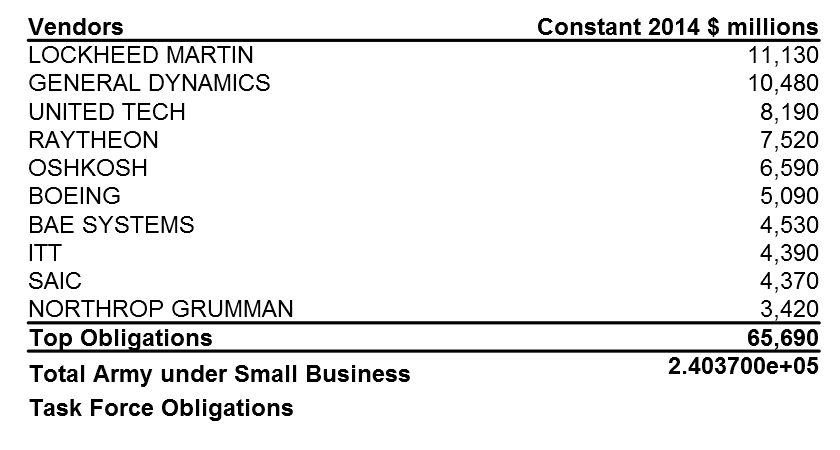 Vendors Constant 2014 $ millions
LOCKHEED MARTIN 11,130
GENERAL DYNAMICS 10,480
UNITED TECH 8,190
RAYTHEON 7,520
OSHKOSH 6,590
BOEING 5,090
BAE SYSTEMS 4,530
ITT 4,390
SAIC 4,370
NORTHROP GRUMMAN 3,420
Top Obligations 65,690
Total Army under Small Business 2.403700e+05
Task Force Obligations